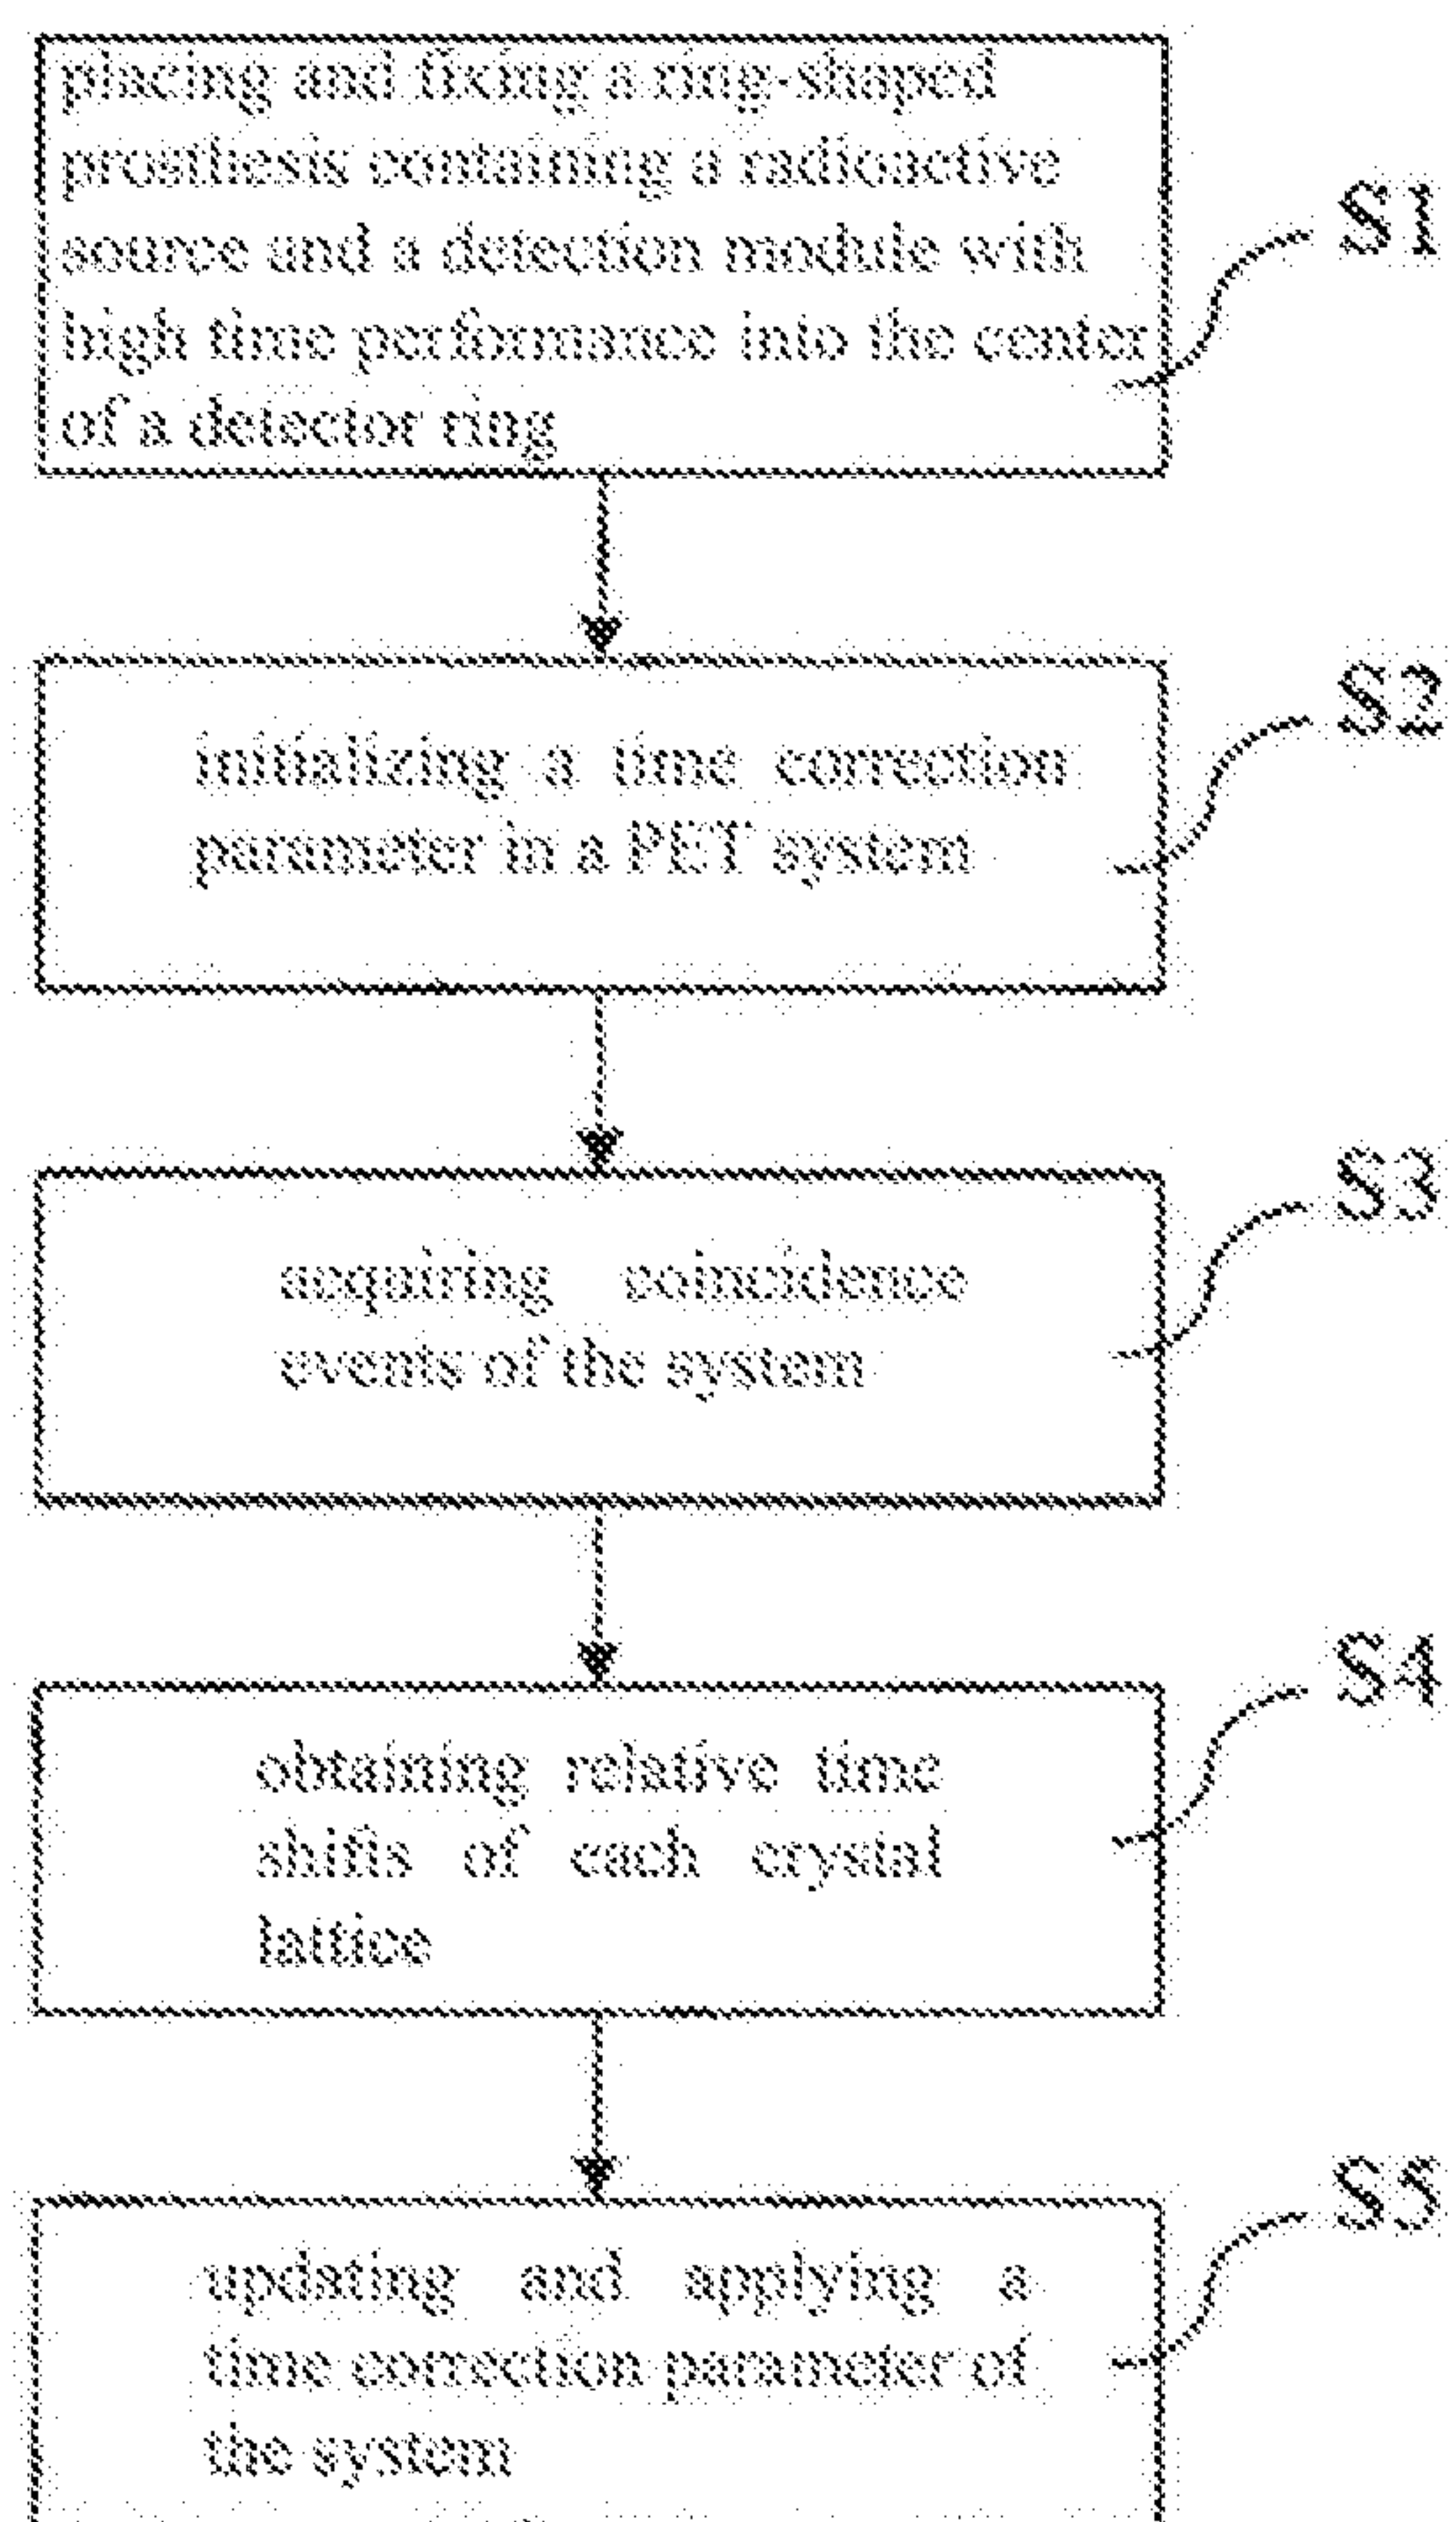 placing and fixing a ring-shaped
prosthesis containing a radioactive
source and a detection module with
high time performance into the center
of a detector ring
S1
initializing a time correction
parameter in a PET system
S2
acquiring coincidence
events of the system
S3
obtaining relative time
shifts of each crystal
lattice
S4
updating and applying a
time correction parameter of
the system
S5